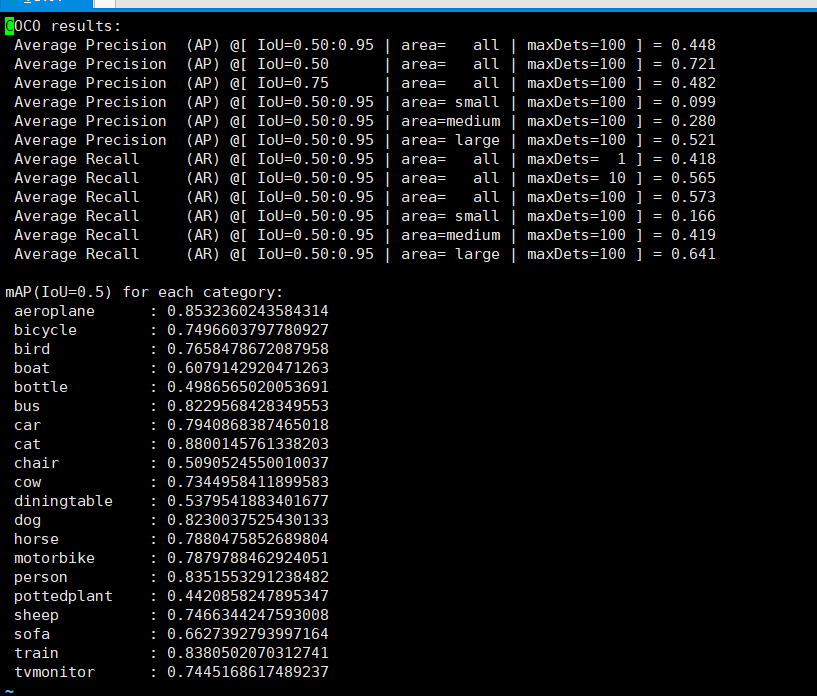 COCO results:
Average Precision (AP) @[ IoU=0.50:0.95 | area= all | maxDets=100 ] = 0.448
Average Precision (AP) @[ IoU=0.50 | area= all | maxDets=100 ] = 0.721
Average Precision (AP) @[ IoU=0.75 | area= all | maxDets=100 ] = 0.482
Average Precision (AP) @[ IoU=0.50:0.95 | area= small | maxDets=100 ] = 0.099
Average Precision (AP) @[ IoU=0.50:0.95 | area=medium | maxDets=100 ] = 0.280
Average Precision (AP) @[ IoU=0.50:0.95 | area= large | maxDets=100 ] = 0.521
Average Recall (AR) @[ IoU=0.50:0.95 | area= all | maxDets= 1 ] = 0.418
Average Recall (AR) @[ IoU=0.50:0.95 | area= all | maxDets= 10 ] = 0.565
Average Recall (AR) @[ IoU=0.50:0.95 | area= all | maxDets=100 ] = 0.573
Average Recall (AR) @[ IoU=0.50:0.95 | area= small | maxDets=100 ] = 0.166
Average Recall (AR) @[ IoU=0.50:0.95 | area=medium | maxDets=100 ] = 0.419
Average Recall (AR) @[ IoU=0.50:0.95 | area= large | maxDets=100 ] = 0.641
mAP(IoU=0.5) for each category:
aeroplane : 0.8532360243584314
bicycle : 0.7496603797780927
bird : 0.7658478672087958
boat : 0.6079142920471263
bottle : 0.4986565020053691
bus : 0.8229568428349553
car : 0.7940868387465018
cat : 0.8800145761338203
chair : 0.5090524550010037
cow : 0.7344958411899583
diningtable : 0.5379541883401677
dog : 0.8230037525430133
horse : 0.7880475852689804
motorbike : 0.7879788462924051
person : 0.8351553291238482
pottedplant : 0.4420858247895347
sheep : 0.7466344247593008
sofa : 0.6627392793997164
train : 0.8380502070312741
tvmonitor : 0.7445168617489237
~